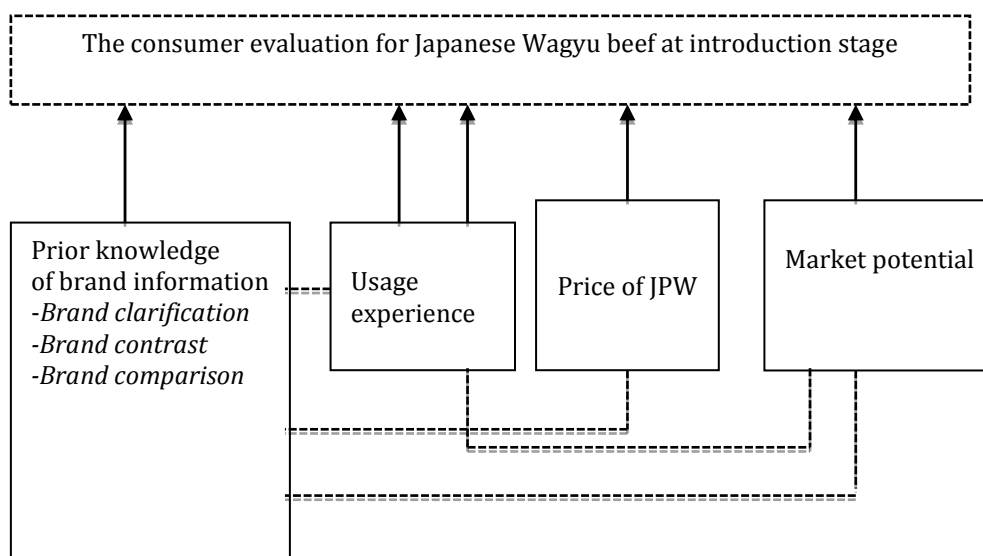 The consumer evaluation for Japanese Wagyu beef at introduction stage
Prior knowledge
of brand information
-Brand clarification
-Brand contrast
-Brand comparison
Usage
experience
Price of JPW
Market potential